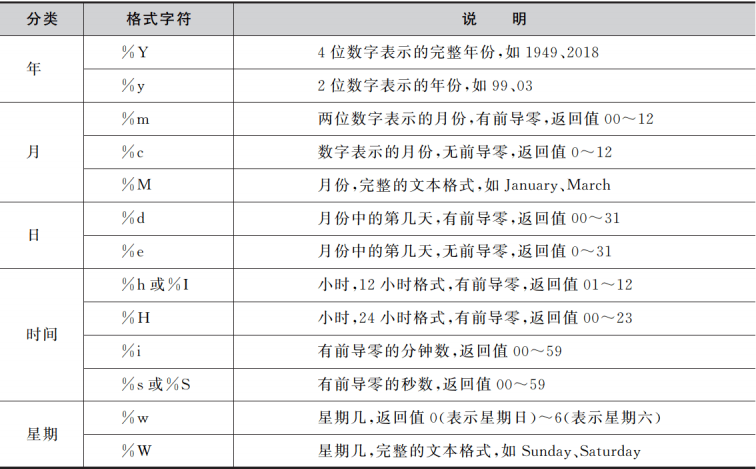 分类 格式字符 说 明
年 %Y 4位数字表示的完整年份,如1949、2018
%y 2位数字表示的年份,如99、03
月 %m 两位数字表示的月份,有前导零,返回值00～12
%c 数字表示的月份,无前导零,返回值0～12
%M 月份,完整的文本格式,如January、March
日 %d 月份中的第几天,有前导零,返回值00～31
%e 月份中的第几天,无前导零,返回值0～31
时间 %h或%I 小时,12小时格式,有前导零,返回值01～12
%H 小时,24小时格式,有前导零,返回值00～23
%i 有前导零的分钟数,返回值00～59
%s或%S 有前导零的秒数,返回值00～59
星期 %w 星期几,返回值0(表示星期日)～6(表示星期六)
%W 星期几,完整的文本格式,如Sunday、Saturday